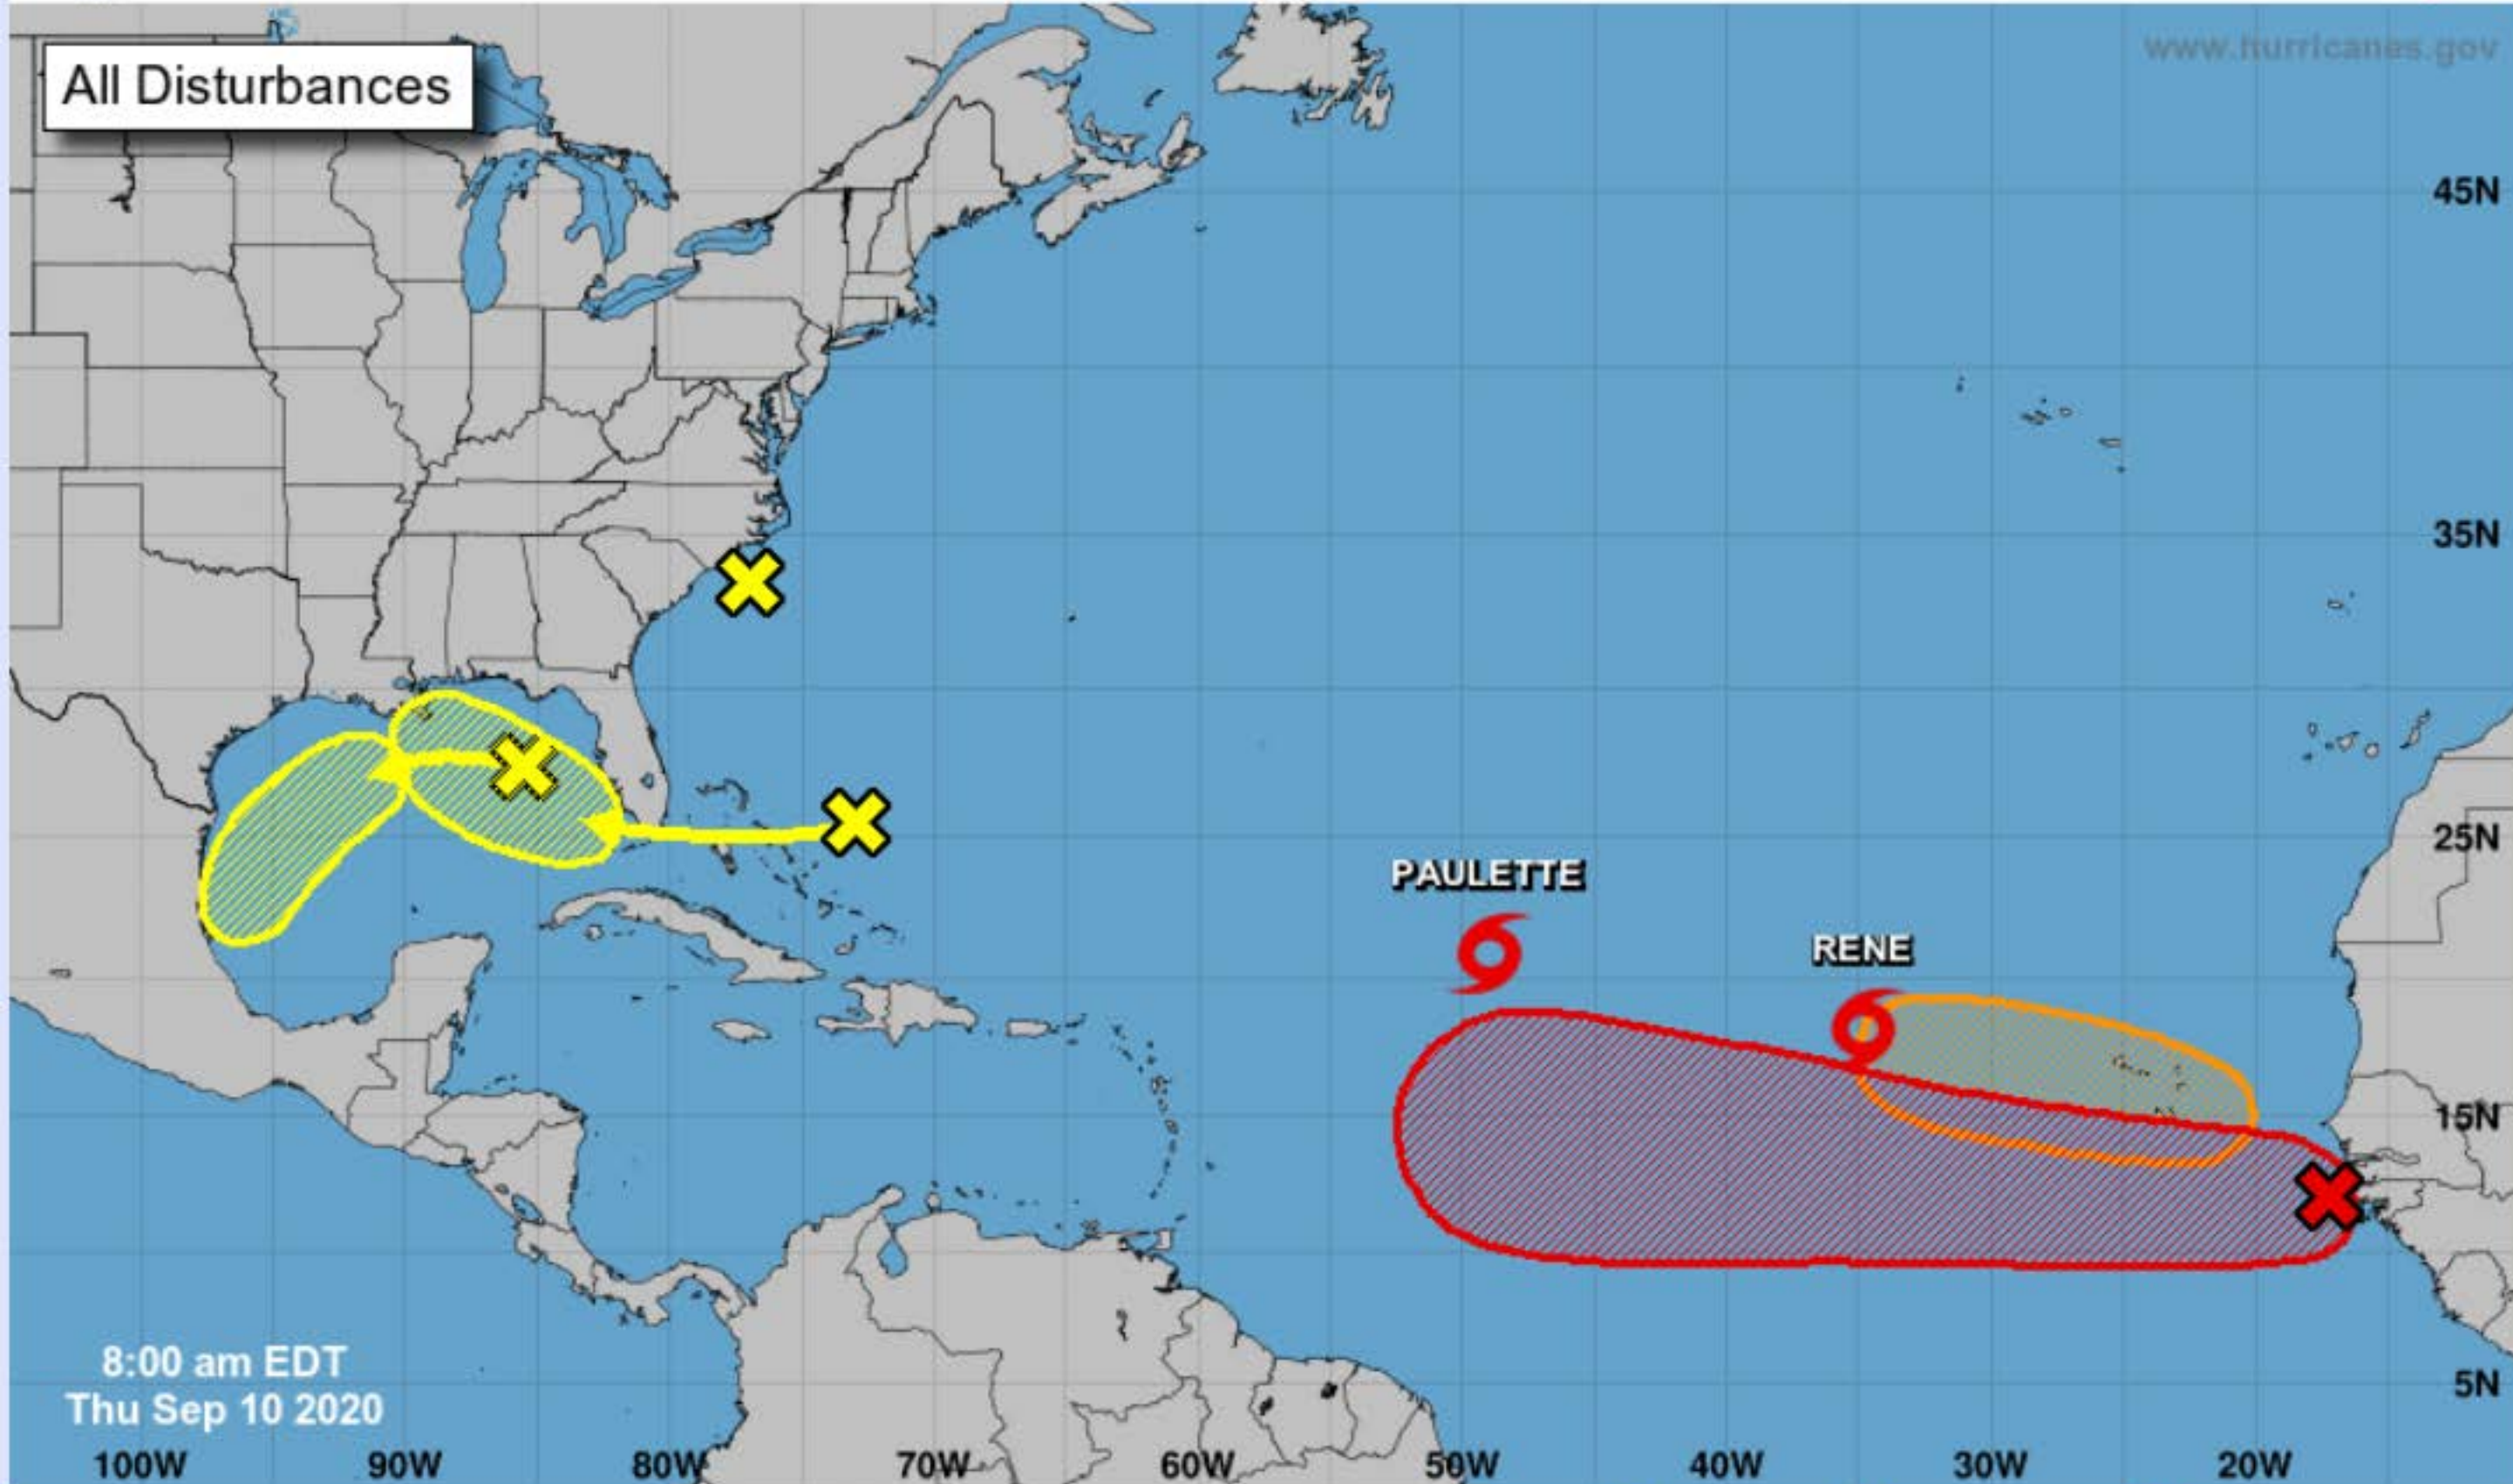 All Disturbances
www.hurricanes.gov
45N
35N
25N
PAULETTE
RENE
15N
5N
8:00 am EDT
Thu Sep 10 2020
100W 90W 80W 70W 60W 50W 40W 30W 20W